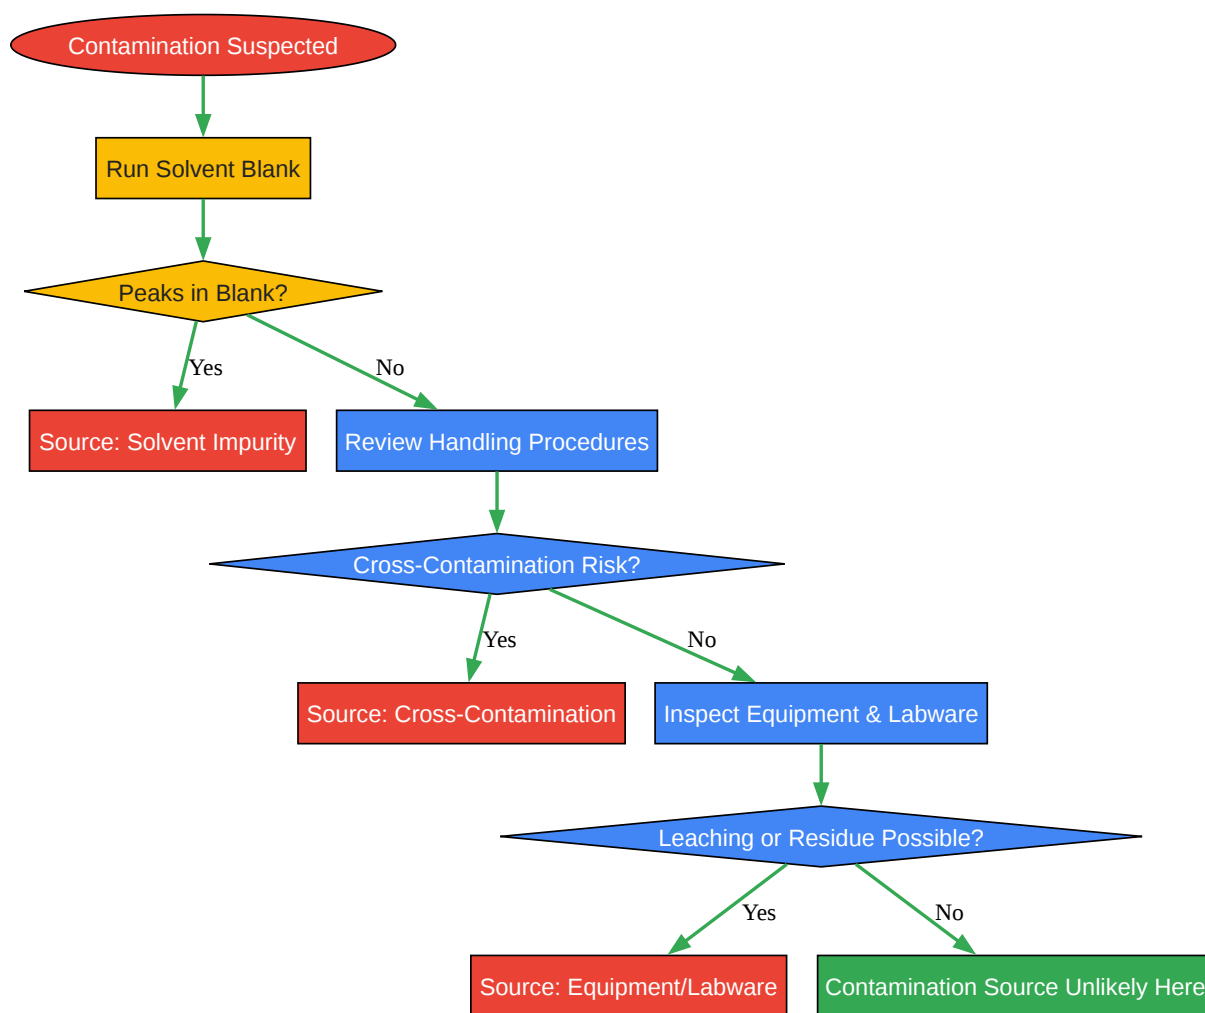 Contamination Suspected
Run Solvent Blank
Peaks in Blank?
Yes
No
Source: Solvent Impurity
Review Handling Procedures
Cross-Contamination Risk?
Yes
No
Source: Cross-Contamination
Inspect Equipment & Labware
Leaching or Residue Possible?
Yes
No
Source: Equipment/Labware
Contamination Source Unlikely Here